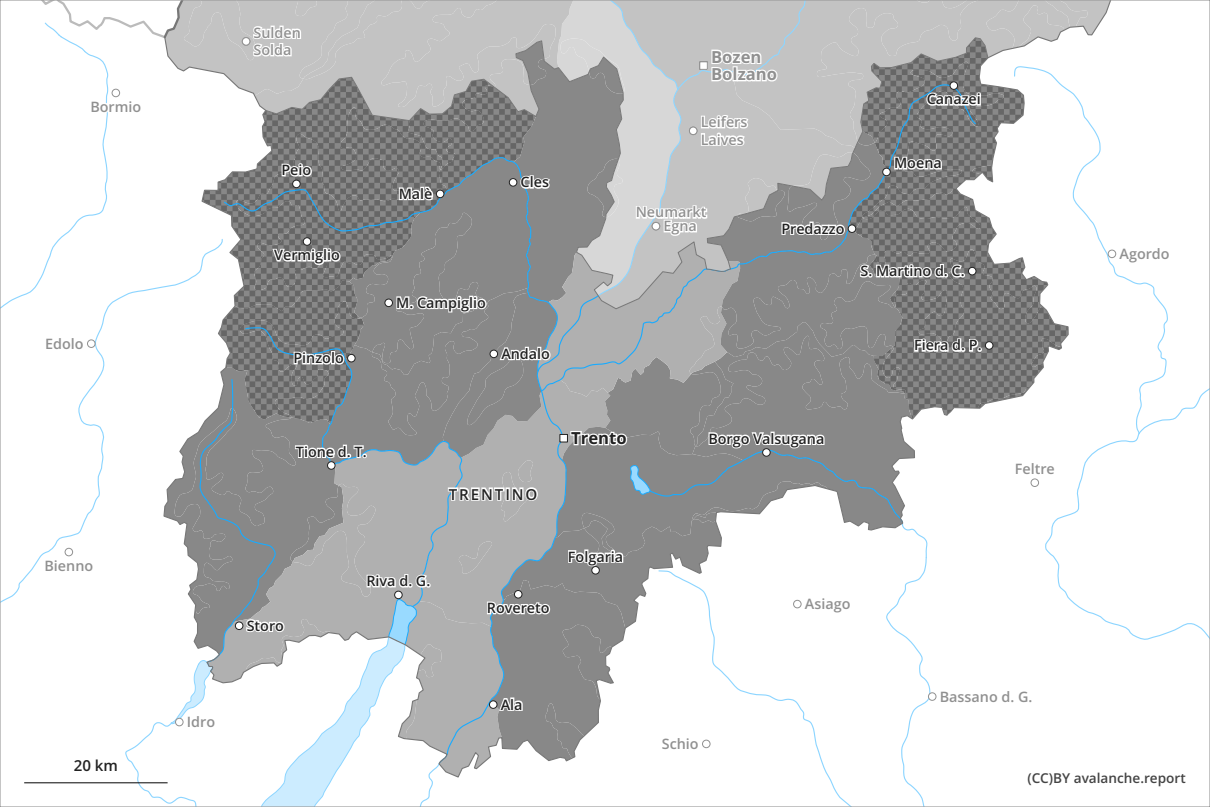 Sulden
Solda
Bozen
Bolzano
Bormio
Canazei
Leifers
Laives
Moena
Peio
Malè
Cles
Neumarkt
Egna
Predazzo
Vermiglio
Agordo
S. Martino d. C.
M. Campiglio
Edolo
Pinzolo
Andalo
Fiera d. P.
Trento
Borgo Valsugana
Tione d. T.
Feltre
TRENTINO
Bienno
Folgaria
Riva d. G.
Rovereto
Asiago
Storo
Bassano d. G.
Ala
Idro
Schio
20 km
(CC)BY avalanche.report